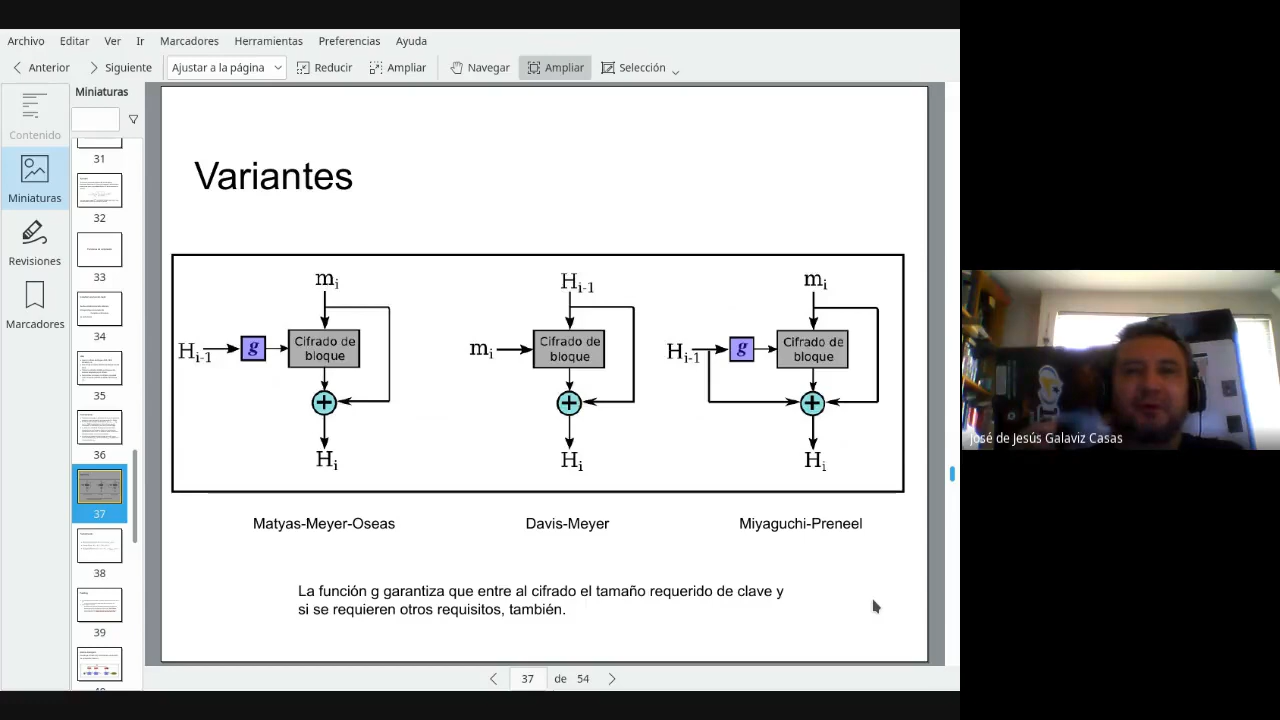 Archivo Editar Ver Ir Marcadores Herramientas Preferencias Ayuda
Anterior Siguiente Ajustar a la página Reducir Ampliar Navegar Ampliar Selección
Contenido
Miniaturas
Revisiones
Marcadores
Miniaturas
31
32
33
34
35
36
37
38
39
Variantes
mᵢ
Hᵢ₋₁ g Cifrado de
bloque
+
Hᵢ
Hᵢ₋₁
mᵢ Cifrado de
bloque
+
Hᵢ
mᵢ
Hᵢ₋₁ g Cifrado de
bloque
+
Hᵢ
Matyas-Meyer-Oseas Davis-Meyer Miyaguchi-Preneel
La función g garantiza que entre al cifrado el tamaño requerido de clave y
si se requieren otros requisitos, también.
37 de 54
José de Jesús Galaviz Casas